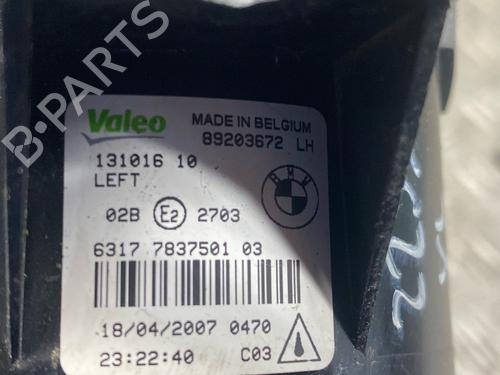 Valeo
MADE IN BELGIUM
89203672 LH
131016 10
LEFT
BMW
02B E2 2703
6317 7837501 03
18/04/2007 0470
23:22:40 C03
B-PARTS